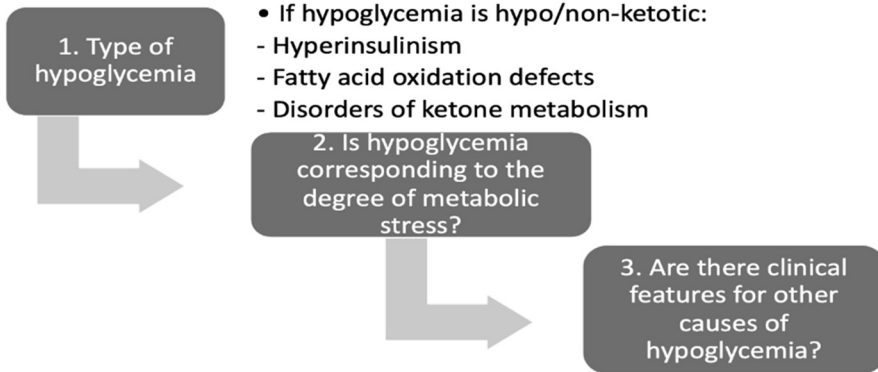 1. Type of
hypoglycemia
• If hypoglycemia is hypo/non-ketotic:
- Hyperinsulinism
- Fatty acid oxidation defects
- Disorders of ketone metabolism
2. Is hypoglycemia
corresponding to the
degree of metabolic
stress?
3. Are there clinical
features for other
causes of
hypoglycemia?